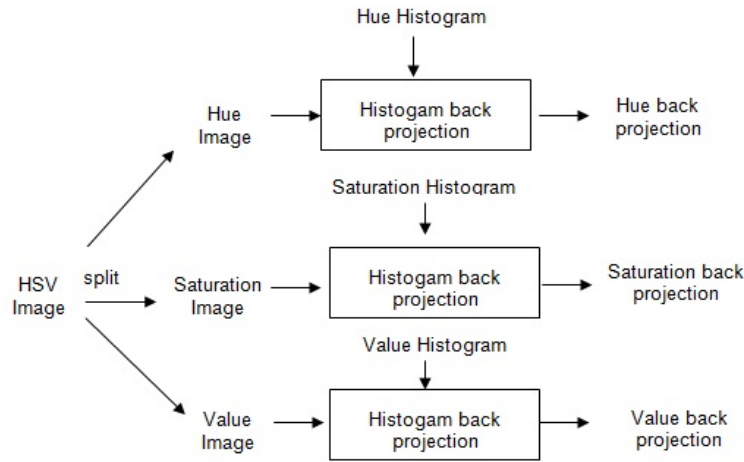 Hue Histogram
Hue
Image
Histogam back
projection
Hue back
projection
Saturation Histogram
HSV
Image
split
Saturation
Image
Histogam back
projection
Saturation back
projection
Value Histogram
Value
Image
Histogam back
projection
Value back
projection